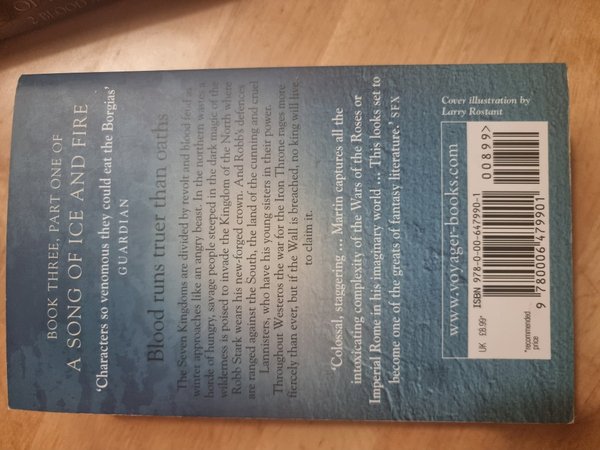 2 BLOOD
BOOK THREE, PART ONE OF
A SONG OF ICE AND FIRE
‘Characters so venomous they could eat the Borgias’
GUARDIAN
Blood runs truer than oaths
The Seven Kingdoms are divided by revolt and blood feud as
winter approaches like an angry beast. In the northern wastes a
horde of hungry, savage people steeped in the dark magic of the
wilderness is poised to invade the Kingdom of the North where
Robb Stark wears his new-forged crown. And Robb's defences
are ranged against the South, the land of the cunning and cruel
Lannisters, who have his young sisters in their power.
Throughout Westeros the war for the Iron Throne rages more
fiercely than ever, but if the Wall is breached, no king will live
to claim it.
‘Colossal, staggering ... Martin captures all the
intoxicating complexity of the Wars of the Roses or
Imperial Rome in his imaginary world ... This looks set to
become one of the greats of fantasy literature.’ SFX
Cover illustration by
Larry Rostant
www.voyager-books.com
ISBN 978-0-00-647990-1
00899>
9 780006 479901
UK £8.99*
*recommended
price